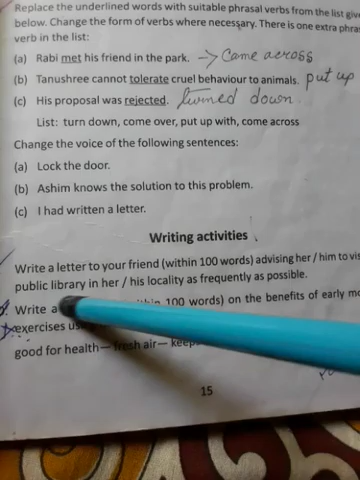 Replace the underlined words with suitable phrasal verbs from the list
below. Change the form of verbs where necessary. There is one extra
verb in the list:
(a) Rabi met his friend in the park. → Came across
(b) Tanushree cannot tolerate cruel behaviour to animals. put up
(c) His proposal was rejected. turned down.
List: turn down, come over, put up with, come across
Change the voice of the following sentences:
(a) Lock the door.
(b) Ashim knows the solution to this problem.
(c) I had written a letter.
Writing activities
Write a letter to your friend (within 100 words) advising her / him to
public library in her / his locality as frequently as possible.
Write a 100 words) on the benefits of early
exercises
good for health— fresh air—
15